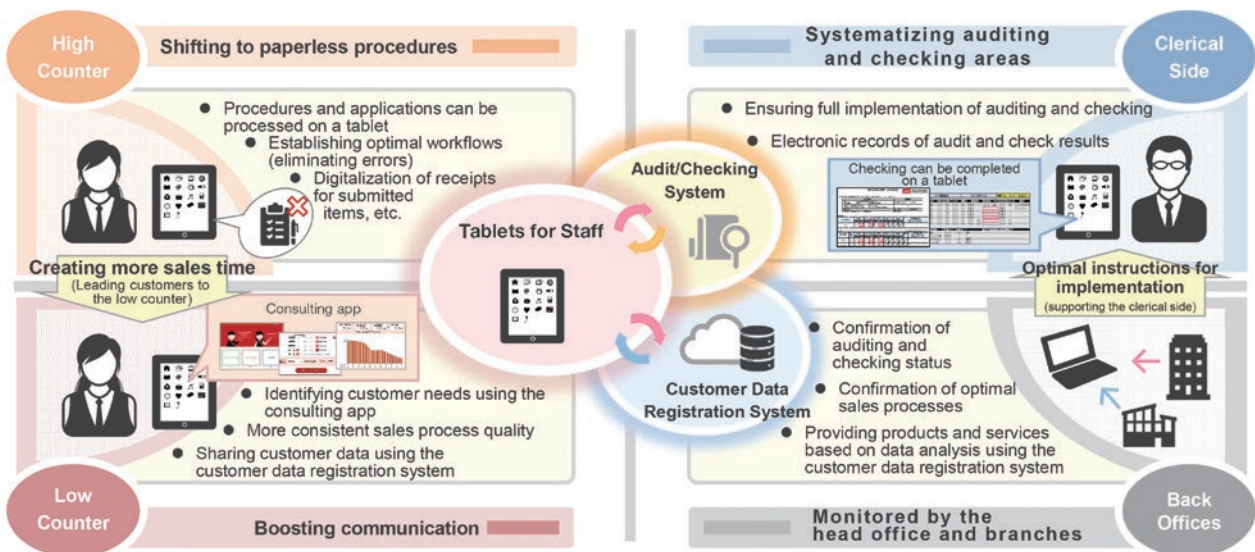 High
Counter
Shifting to paperless procedures
● Procedures and applications can be
processed on a tablet
● Establishing optimal workflows
(eliminating errors)
● Digitalization of receipts
for submitted
items, etc.
Creating more sales time
(Leading customers to
the low counter)
Systematizing auditing
and checking areas
Clerical
Side
● Ensuring full implementation of auditing and checking
● Electronic records of audit and check results
Checking can be completed
on a tablet
Optimal instructions for
implementation
(supporting the clerical side)
Audit/Checking
System
Tablets for Staff
Customer Data
Registration System
Consulting app
● Identifying customer needs using the
consulting app
● More consistent sales process quality
● Sharing customer data using the
customer data registration system
Low
Counter
Boosting communication
● Confirmation of
auditing and
checking status
● Confirmation of optimal
sales processes
● Providing products and services
based on data analysis using the
customer data registration system
Monitored by the
head office and branches
Back
Offices